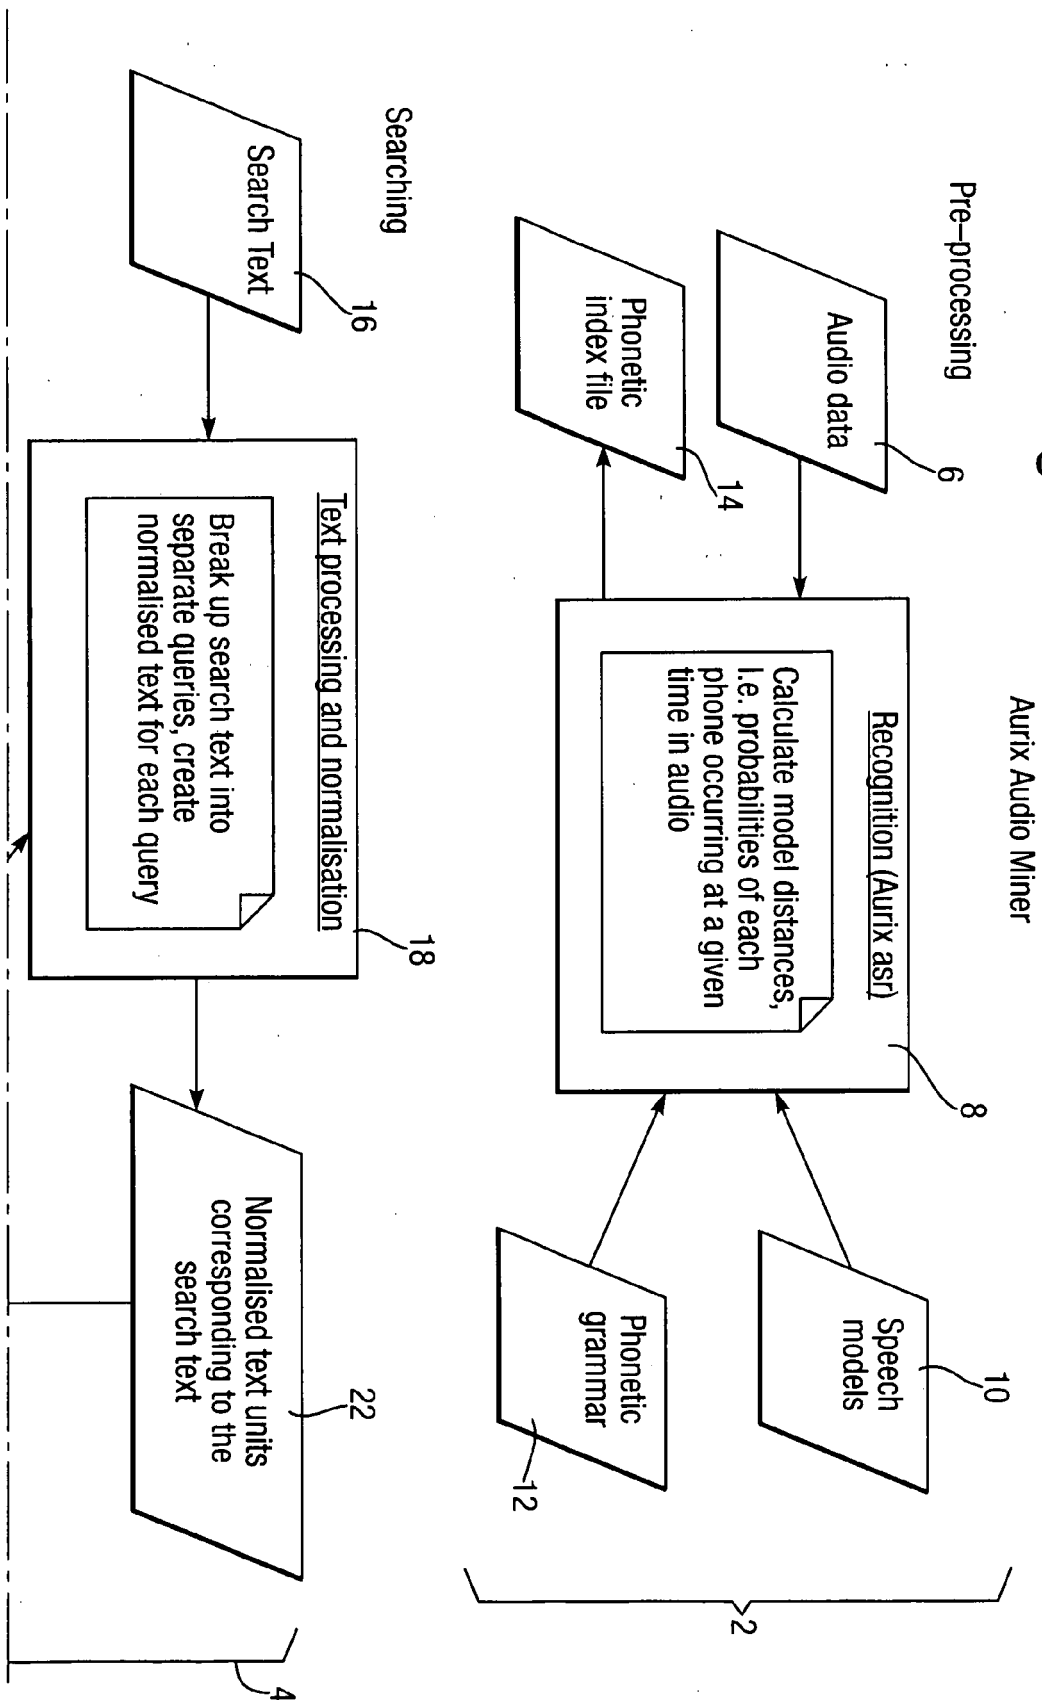 Aurix Audio Miner
Pre–processing
Audio data
6
Recognition (Aurix asr)
Calculate model distances,
I.e. probabilities of each
phone occurring at a given
time in audio
8
Speech
models
10
Phonetic
index file
14
Phonetic
grammar
12
2
Searching
Search Text
16
Text processing and normalisation
Break up search text into
separate queries, create
normalised text for each query
18
Normalised text units
corresponding to the
search text
22
4